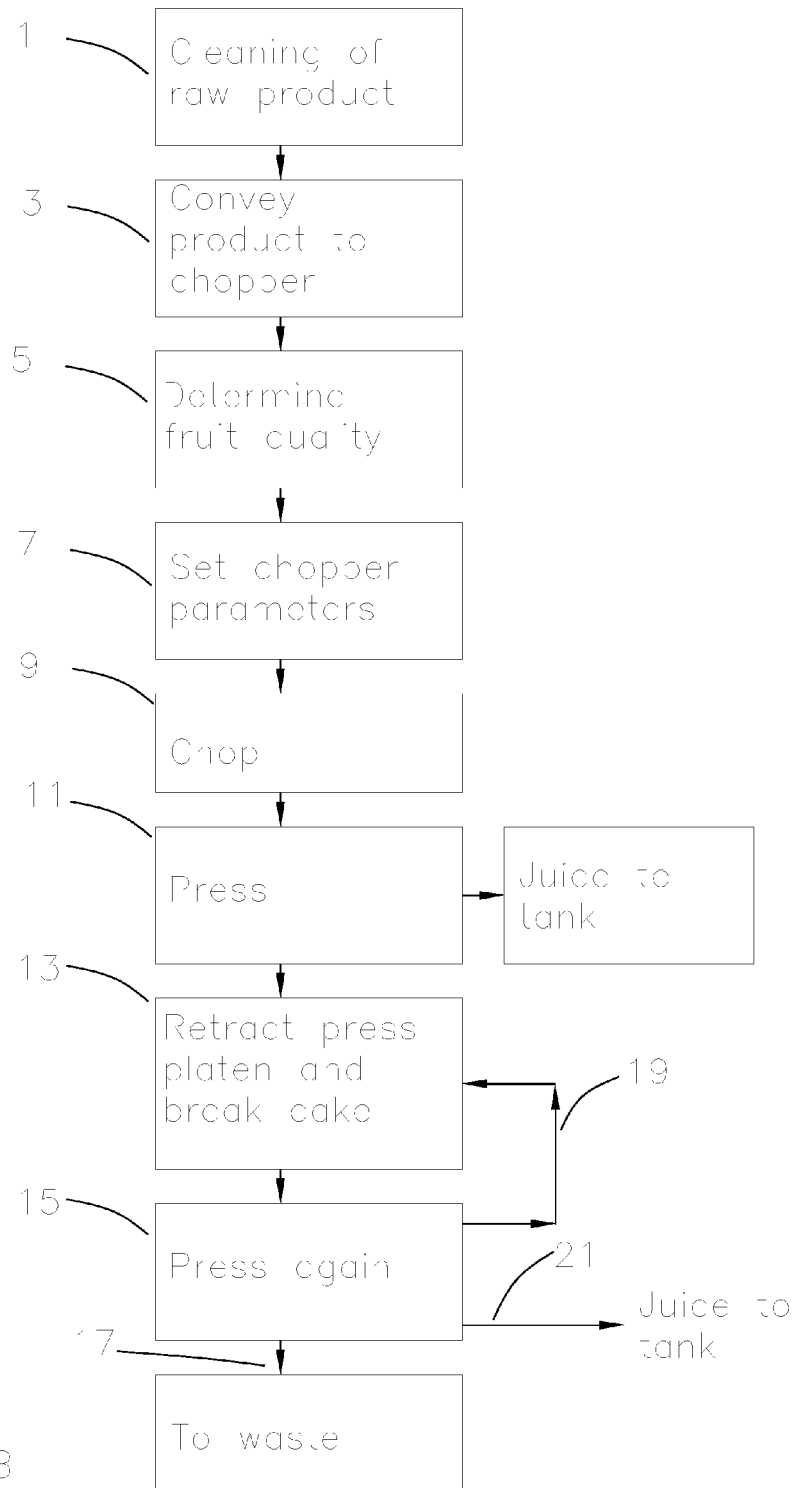 1
Cleaning of
raw product
3
Convey
product to
chopper
5
Determine
fruit quality
7
Set chopper
parameters
9
Chop
11
Press
Juice to
tank
13
Retract press
platen and
break cake
19
15
Press again
21
Juice to
tank
17
To waste